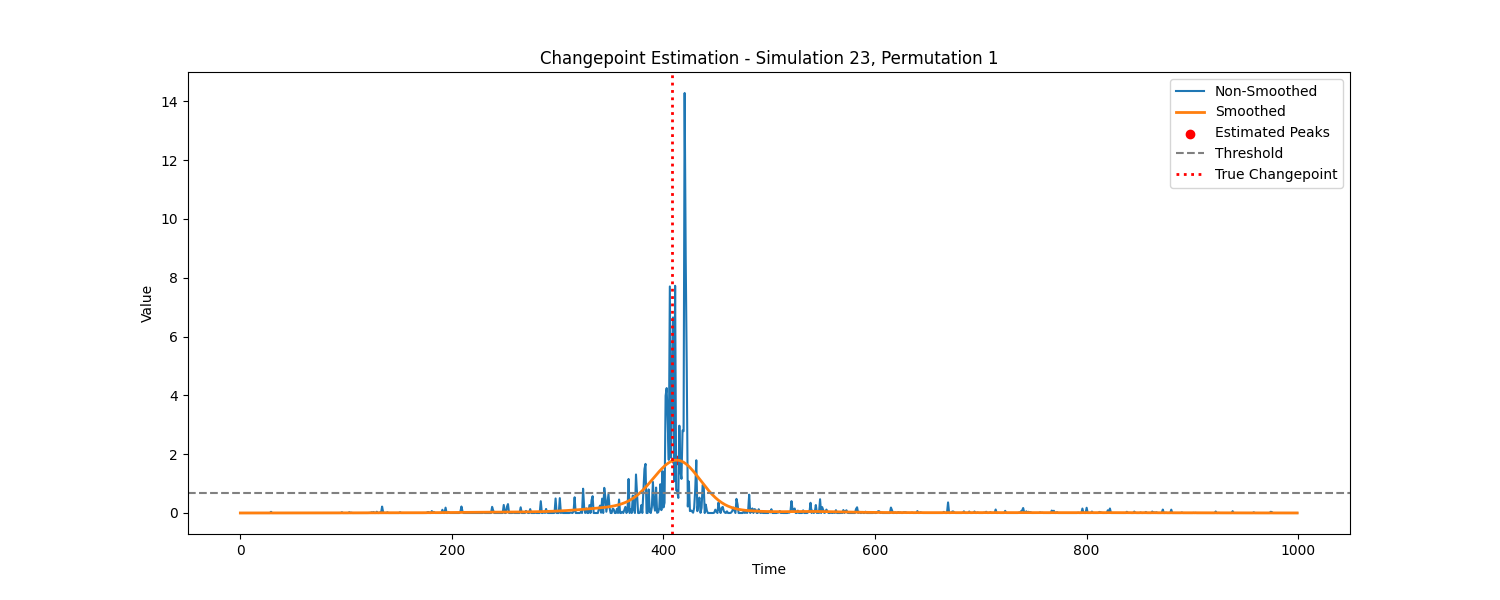 Changepoint Estimation - Simulation 23, Permutation 1
Non-Smoothed
Smoothed
Estimated Peaks
Threshold
True Changepoint
14
12
10
8
6
4
2
0
Value
0 200 400 600 800 1000
Time